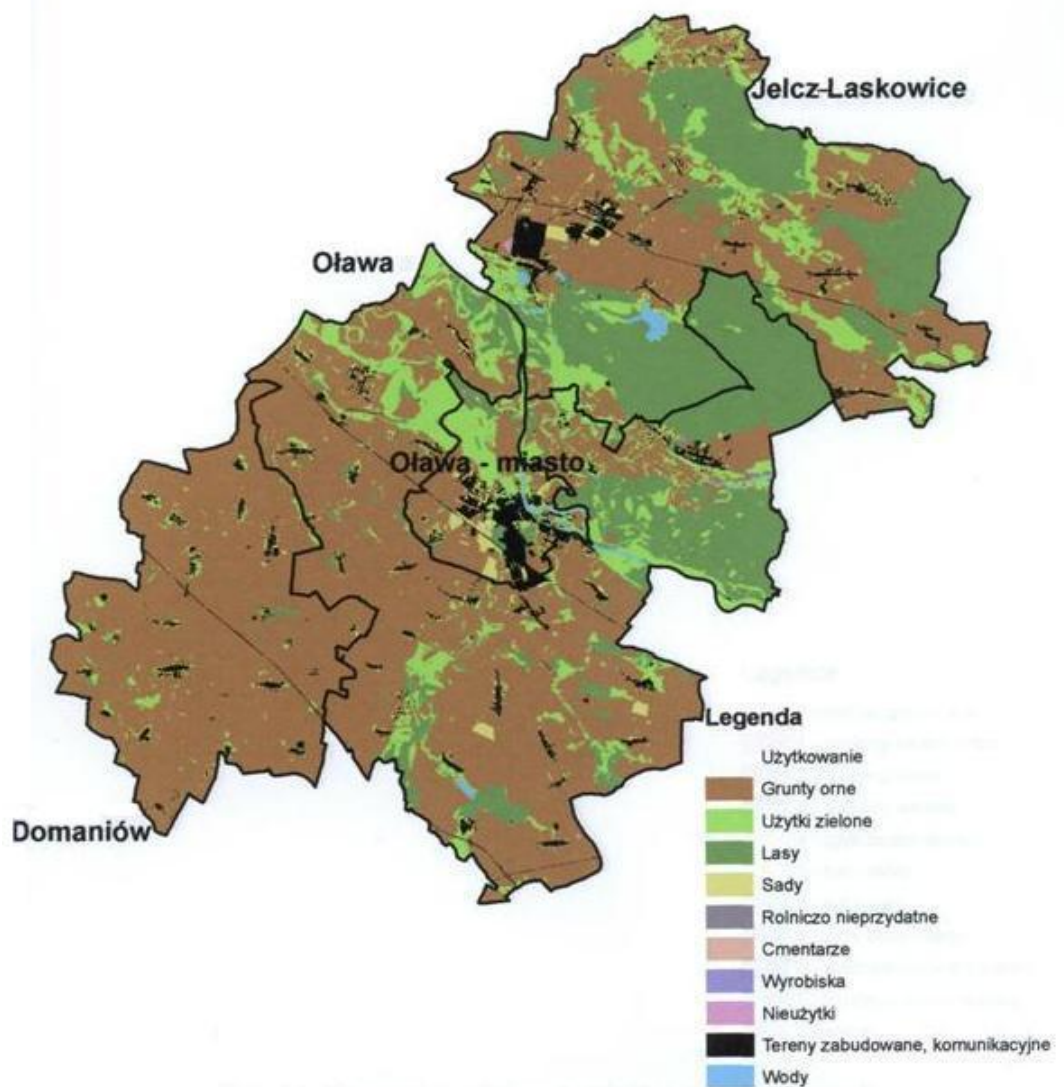 Jelcz-Laskowice
Oława
Oława - miasto
Domaniów
Legenda
Użytkowanie
Grunty orne
Użytki zielone
Lasy
Sady
Rolniczo nieprzydatne
Cmentarze
Wyrobiska
Nieużytki
Tereny zabudowane, komunikacyjne
Wody